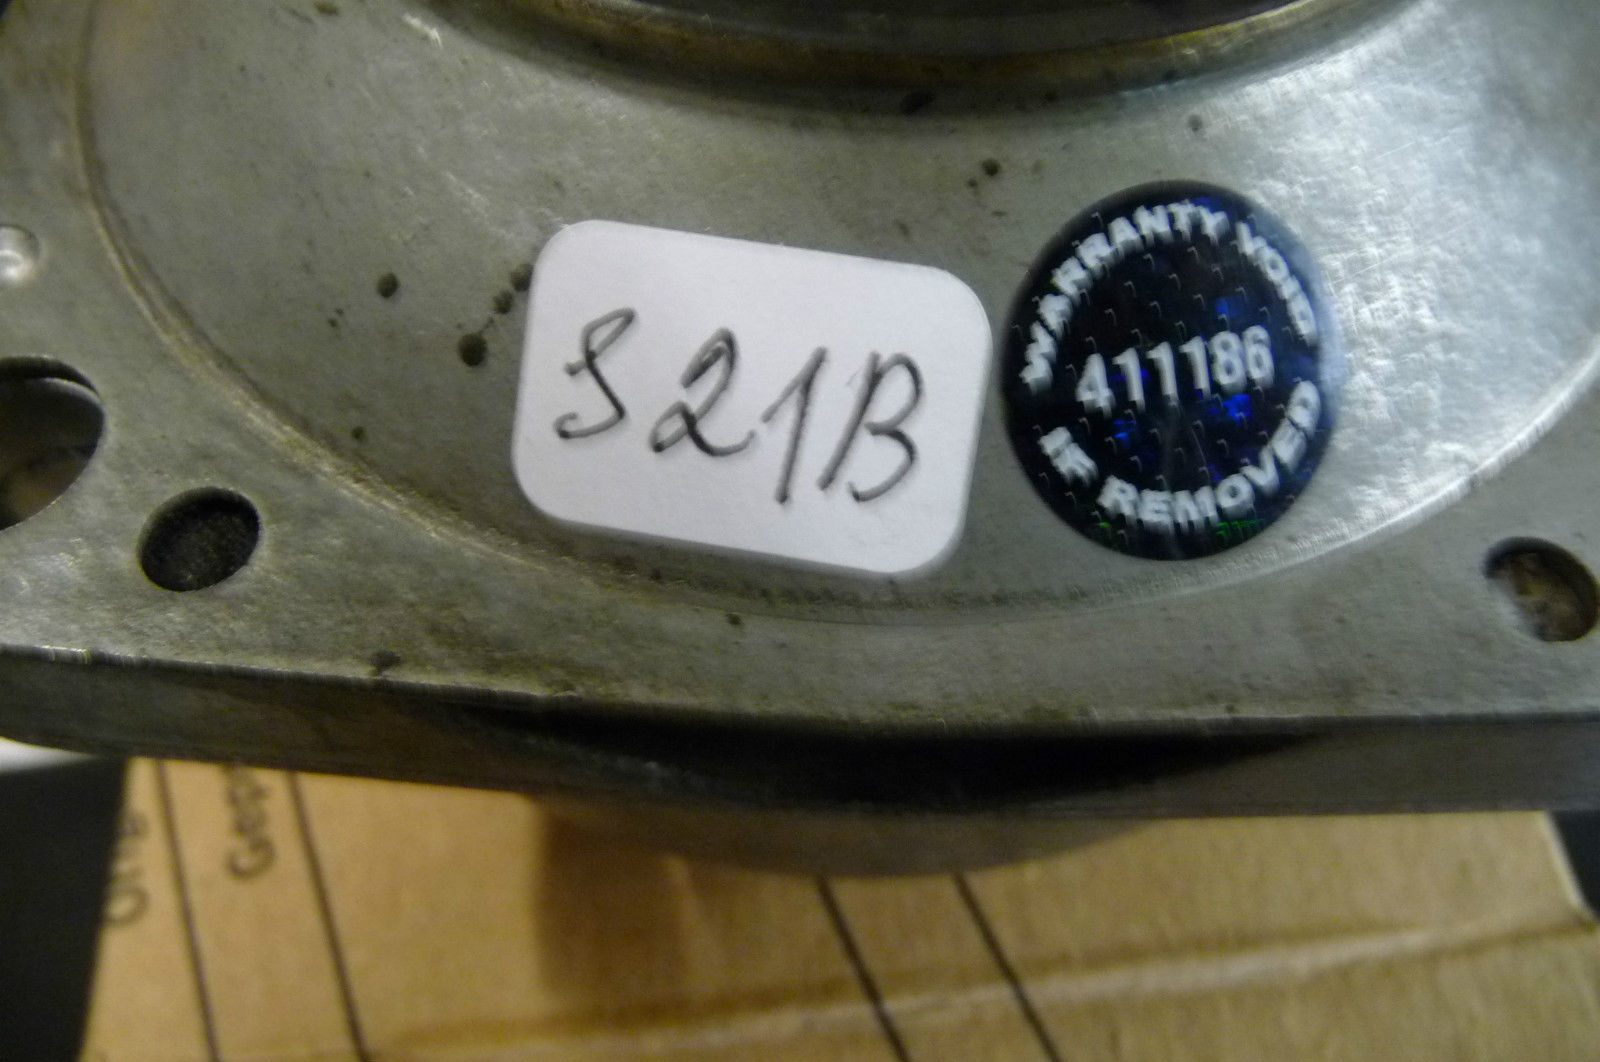 S21B
WARRANTY VOID
411186
IF REMOVED